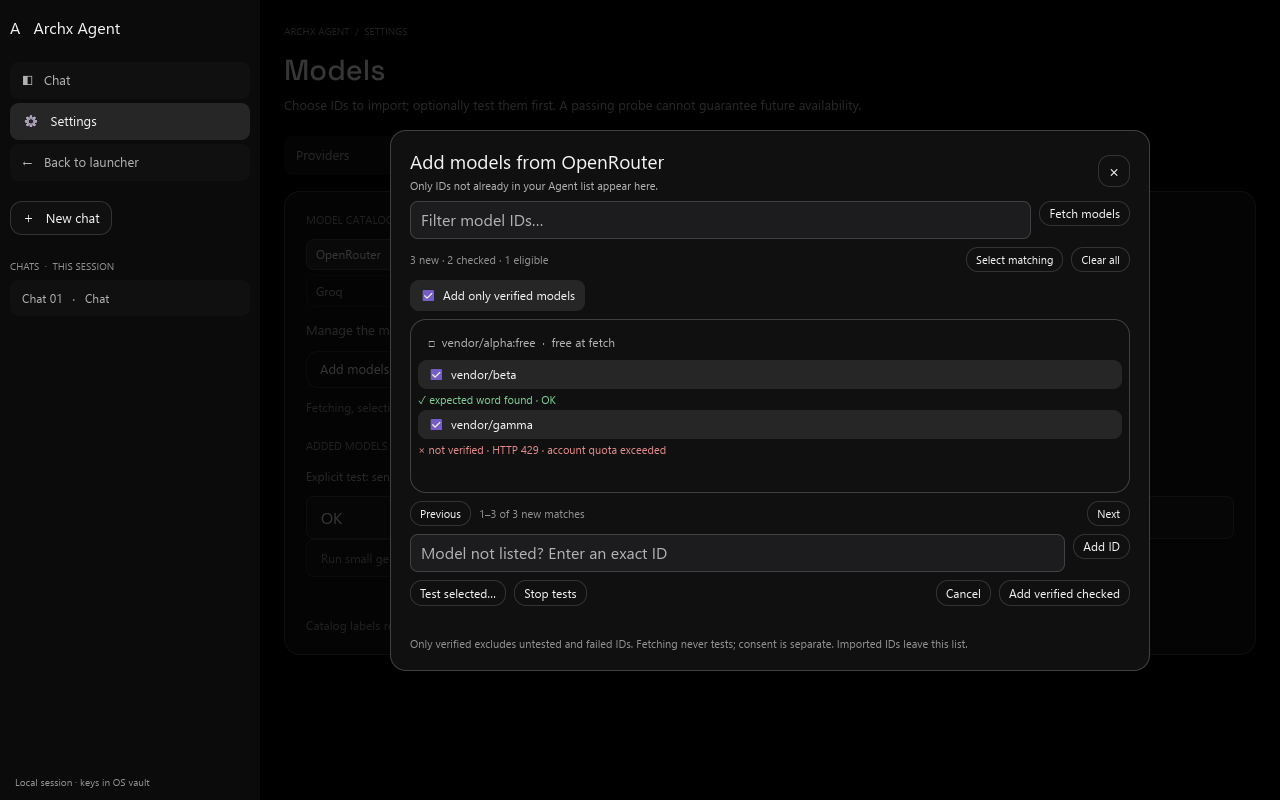 A Archx Agent
Chat
Settings
← Back to launcher
+ New chat
CHATS · THIS SESSION
Chat 01 · Chat
Local session · keys in OS vault
ARCHX AGENT / SETTINGS
Models
Choose IDs to import; optionally test them first. A passing probe cannot guarantee future availability.
Providers
MODEL CATALOG
OpenRouter
Groq
Manage the m
Add models
Fetching, selecti
ADDED MODELS
Explicit test: sen
OK
Run small ge
Catalog labels re
Add models from OpenRouter
×
Only IDs not already in your Agent list appear here.
Filter model IDs...
Fetch models
3 new · 2 checked · 1 eligible
Select matching
Clear all
Add only verified models
vendor/alpha:free · free at fetch
vendor/beta
✓ expected word found · OK
vendor/gamma
× not verified · HTTP 429 · account quota exceeded
Previous
1–3 of 3 new matches
Next
Model not listed? Enter an exact ID
Add ID
Test selected...
Stop tests
Cancel
Add verified checked
Only verified excludes untested and failed IDs. Fetching never tests; consent is separate. Imported IDs leave this list.